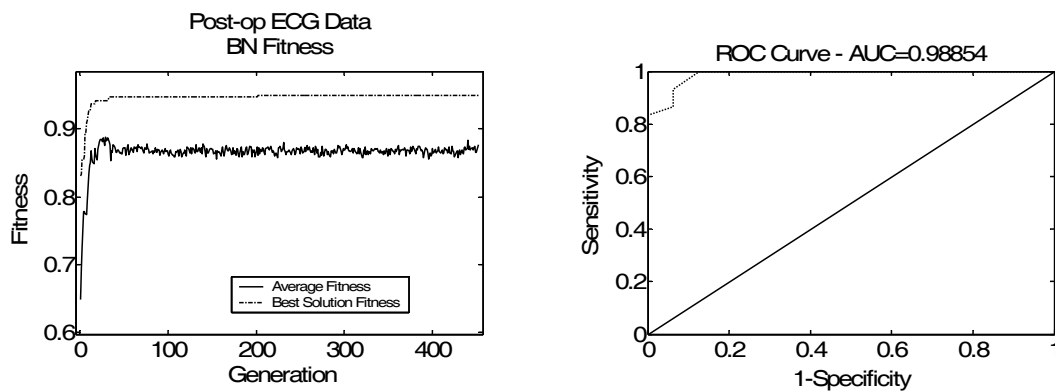 Post-op ECG Data
BN Fitness
Fitness
0.9
0.8
0.7
0.6
0
100
200
300
400
Generation
Average Fitness
Best Solution Fitness
ROC Curve - AUC=0.98854
Sensitivity
1
0.8
0.6
0.4
0.2
0
0
0.2
0.4
0.6
0.8
1
1-Specificity